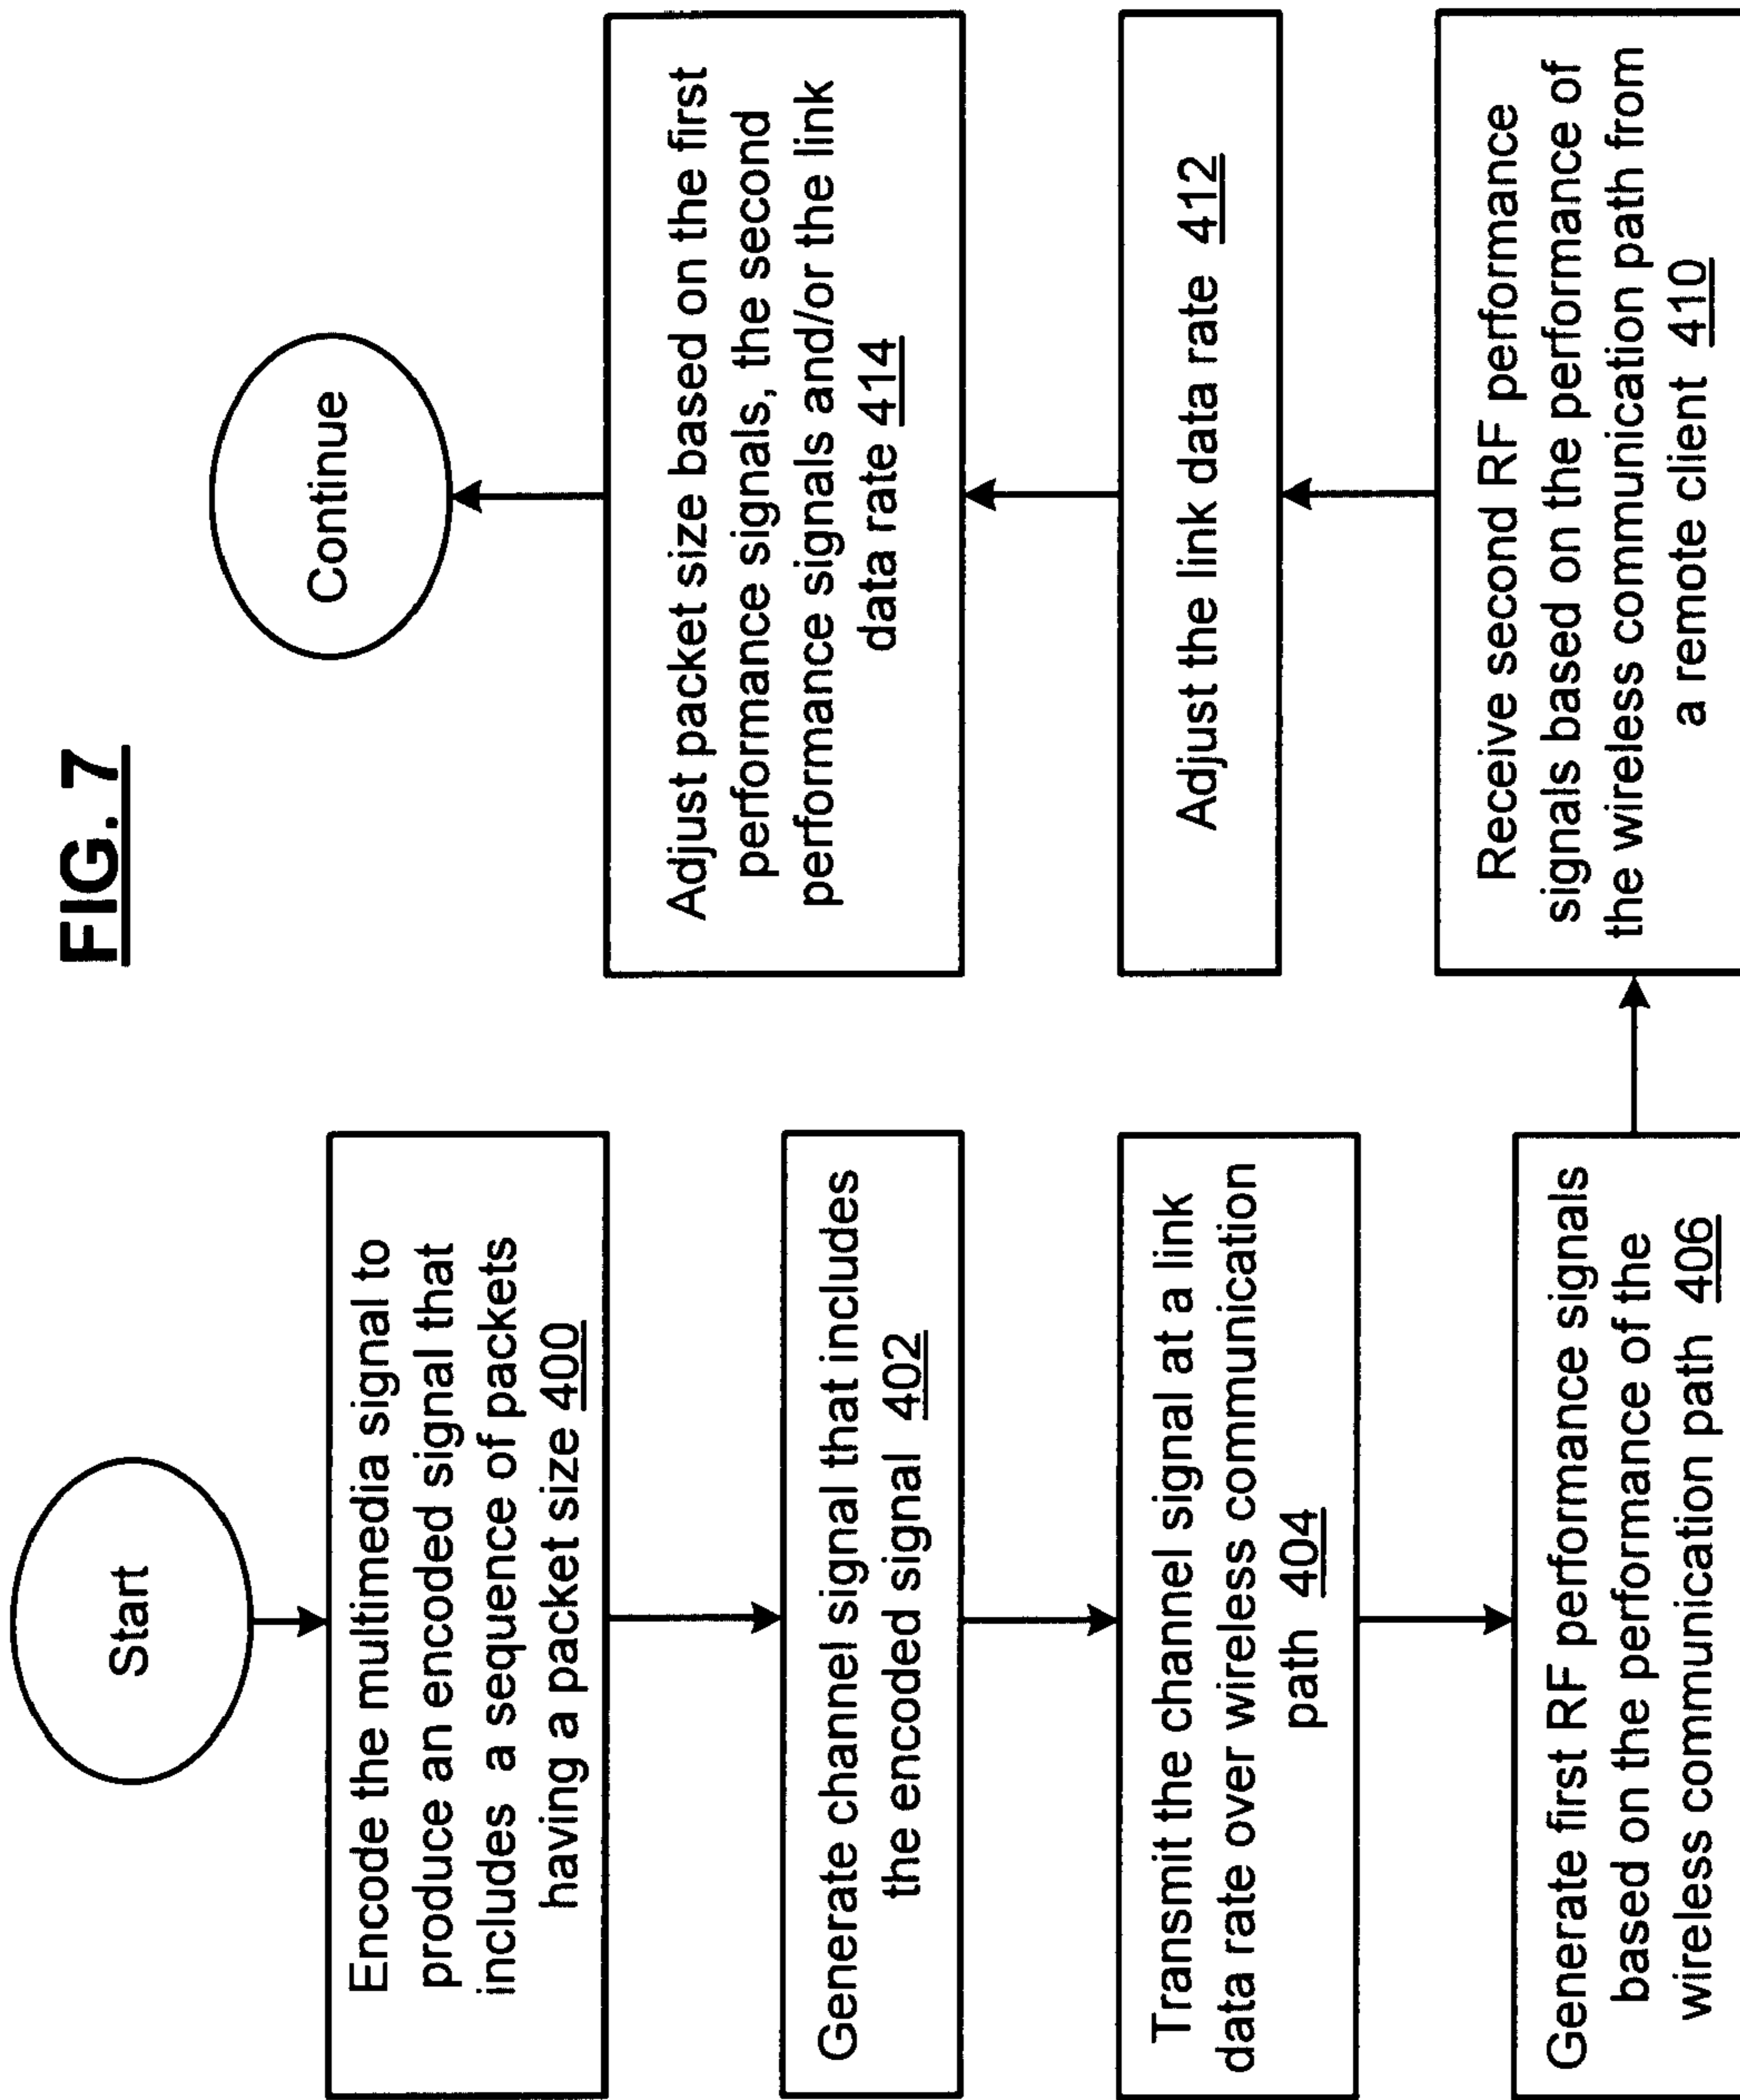 FIG. 7
Start
Encode the multimedia signal to
produce an encoded signal that
includes a sequence of packets
having a packet size 400
Generate channel signal that includes
the encoded signal 402
Transmit the channel signal at a link
data rate over wireless communication
path 404
Generate first RF performance signals
based on the performance of the
wireless communication path 406
Receive second RF performance
signals based on the performance of
the wireless communication path from
a remote client 410
Adjust the link data rate 412
Adjust packet size based on the first
performance signals, the second
performance signals and/or the link
data rate 414
Continue